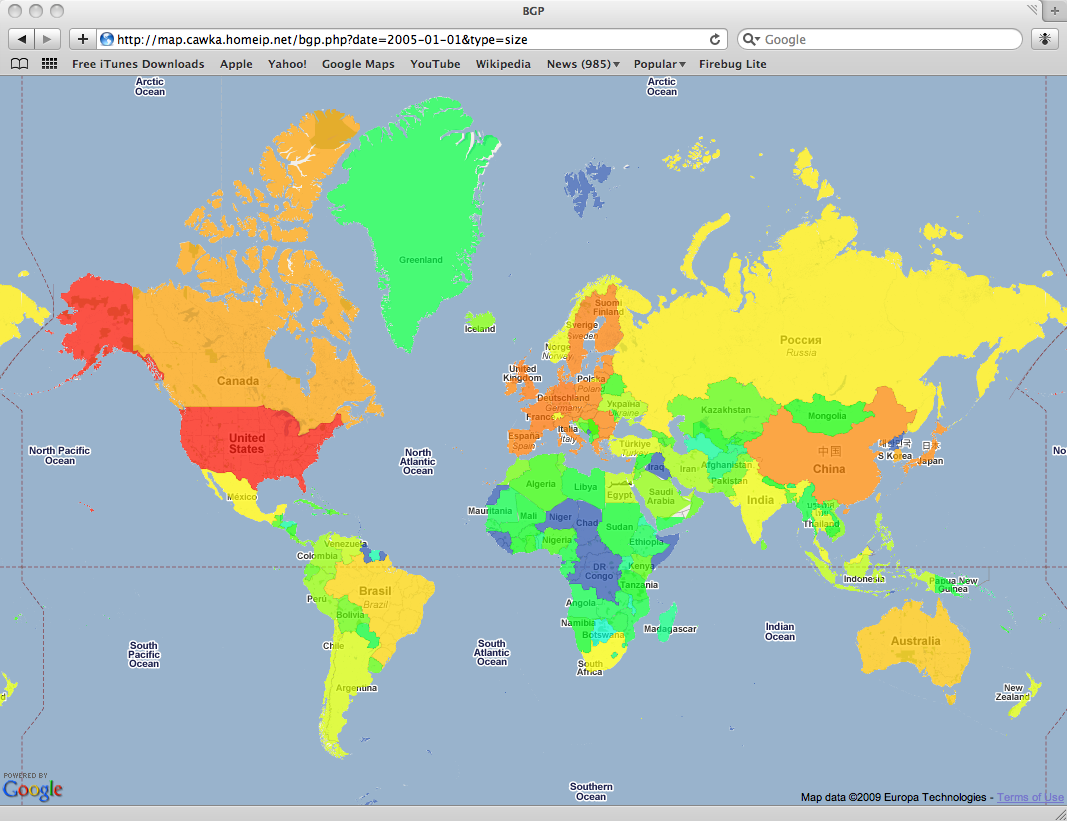 BGP
http://map.cawka.homeip.net/bgp.php?date=2005-01-01&type=size
Google
Free iTunes Downloads Apple Yahoo! Google Maps YouTube Wikipedia News (985) Popular Firebug Lite
Arctic
Ocean
Arctic
Ocean
Greenland
Iceland
Suomi
Finland
Sverige
Sweden
Norge
Norway
Россия
Russia
Canada
United
Kingdom
Polska
Poland
Deutschland
Germany
Україна
Ukraine
France
Kazakhstan
Mongolia
United
States
Italia
Italy
España
Spain
Türkiye
Turkey
中国
China
S Korea
日本
Japan
North Pacific
Ocean
North
Atlantic
Ocean
No
Iraq
Iran
Afghanistan
Pakistan
Algeria
Libya
Egypt
Saudi
Arabia
India
México
Mauritania
Mali
Niger
Chad
Sudan
Thailand
Nigeria
Ethiopia
Venezuela
Colombia
DR
Congo
Kenya
Tanzania
Indonesia
Papua New
Guinea
Brasil
Brazil
Perú
Bolivia
Angola
Namibia
Botswana
Madagascar
Indian
Ocean
South
Pacific
Ocean
Chile
South
Atlantic
Ocean
South
Africa
Australia
Argentina
New
Zealand
d
Southern
Ocean
POWERED BY
Google
Map data ©2009 Europa Technologies - Terms of Use